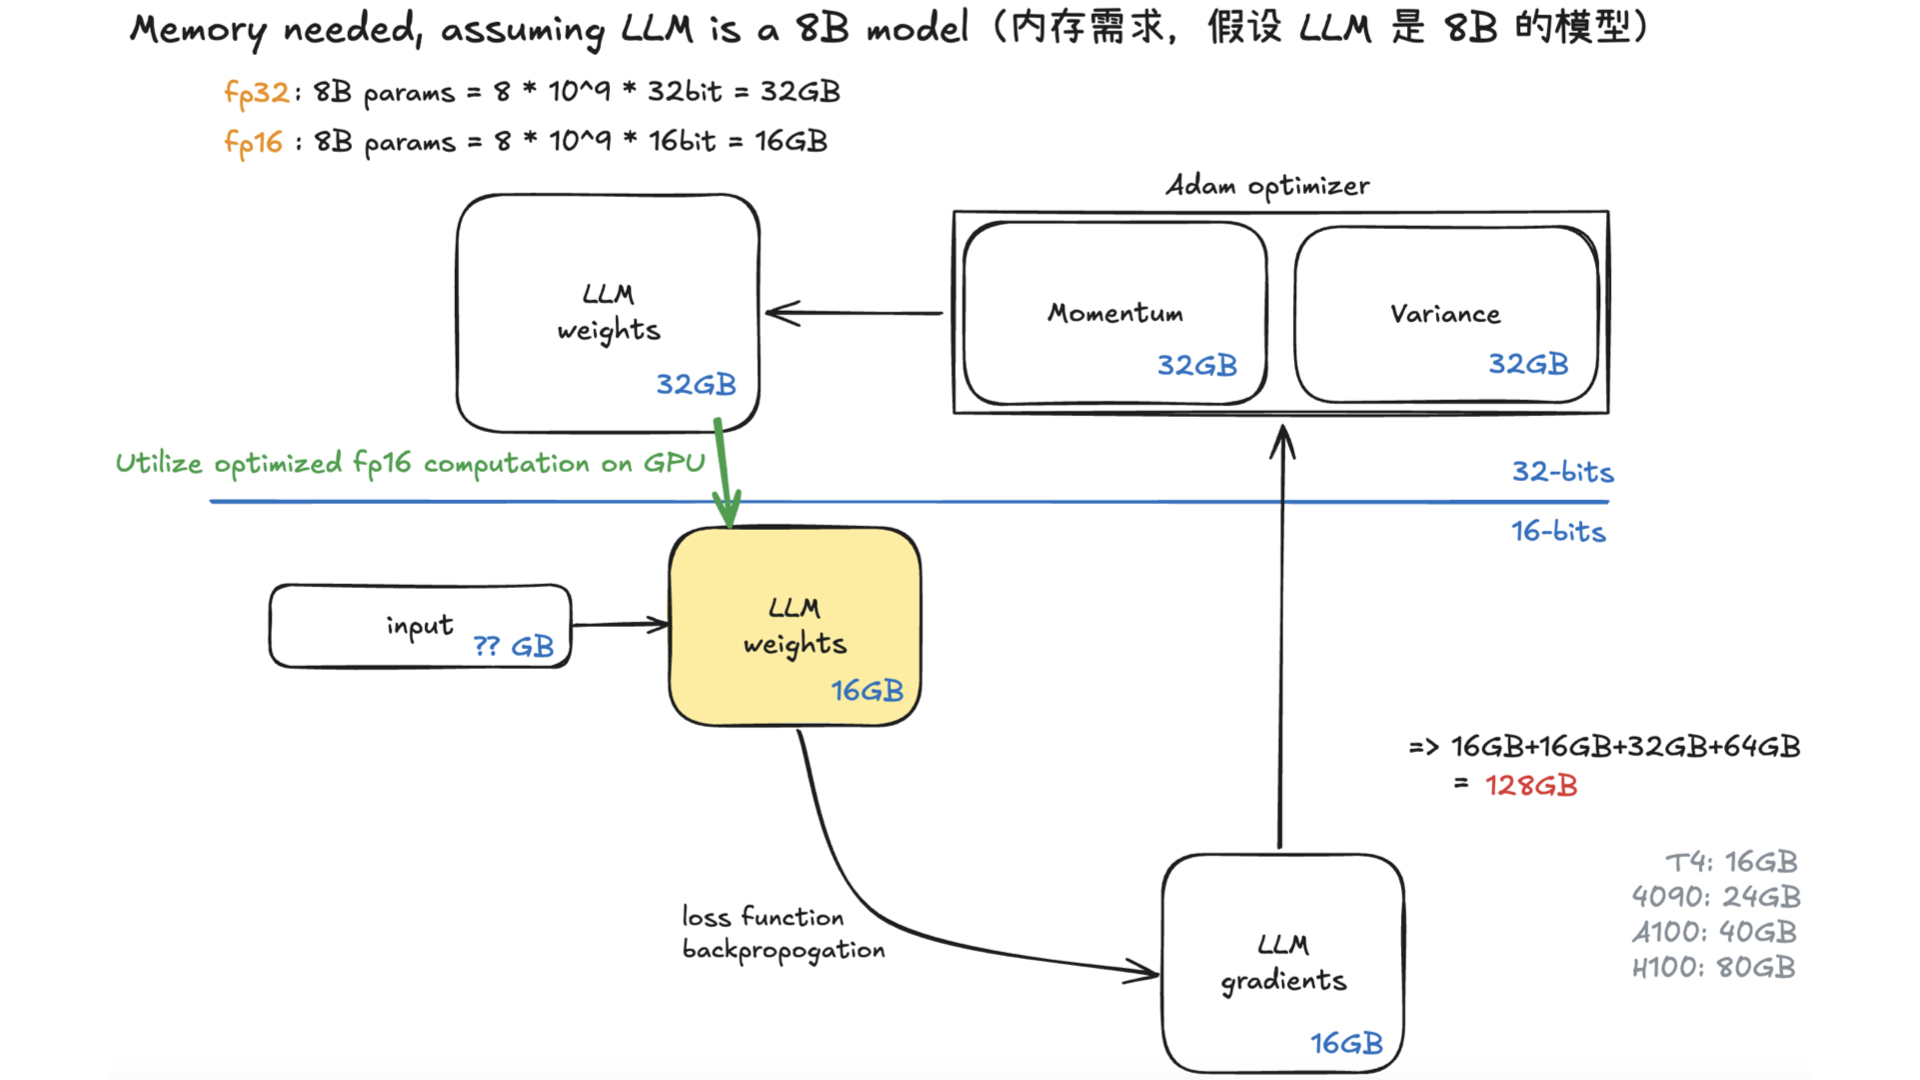 Memory needed, assuming LLM is a 8B model (内存需求, 假设 LLM 是 8B 的模型)
fp32: 8B params = 8 * 10^9 * 32bit = 32GB
fp16 : 8B params = 8 * 10^9 * 16bit = 16GB
Adam optimizer
LLM
weights
32GB
Momentum
32GB
Variance
32GB
Utilize optimized fp16 computation on GPU
32-bits
16-bits
input
?? GB
LLM
weights
16GB
=> 16GB+16GB+32GB+64GB
= 128GB
loss function
backpropogation
LLM
gradients
16GB
T4: 16GB
4090: 24GB
A100: 40GB
H100: 80GB